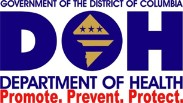 GOVERNMENT OF THE DISTRICT OF COLUMBIA
DOH
DEPARTMENT OF HEALTH
Promote. Prevent. Protect.